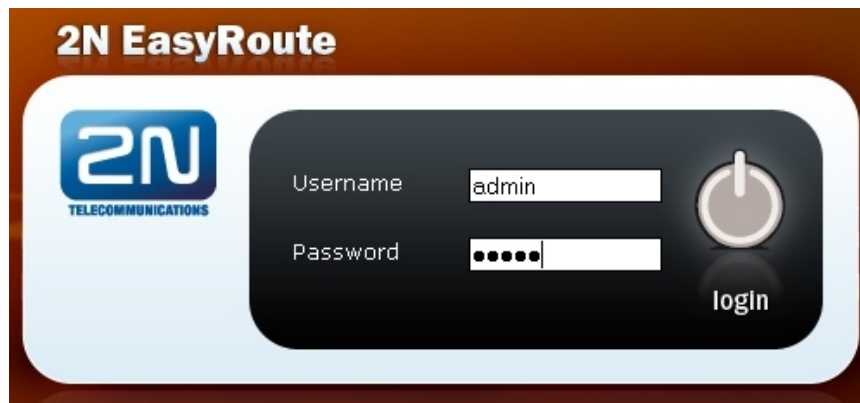 2N EasyRoute
2N
TELECOMMUNICATIONS
Username
admin
Password
●●●●●
login